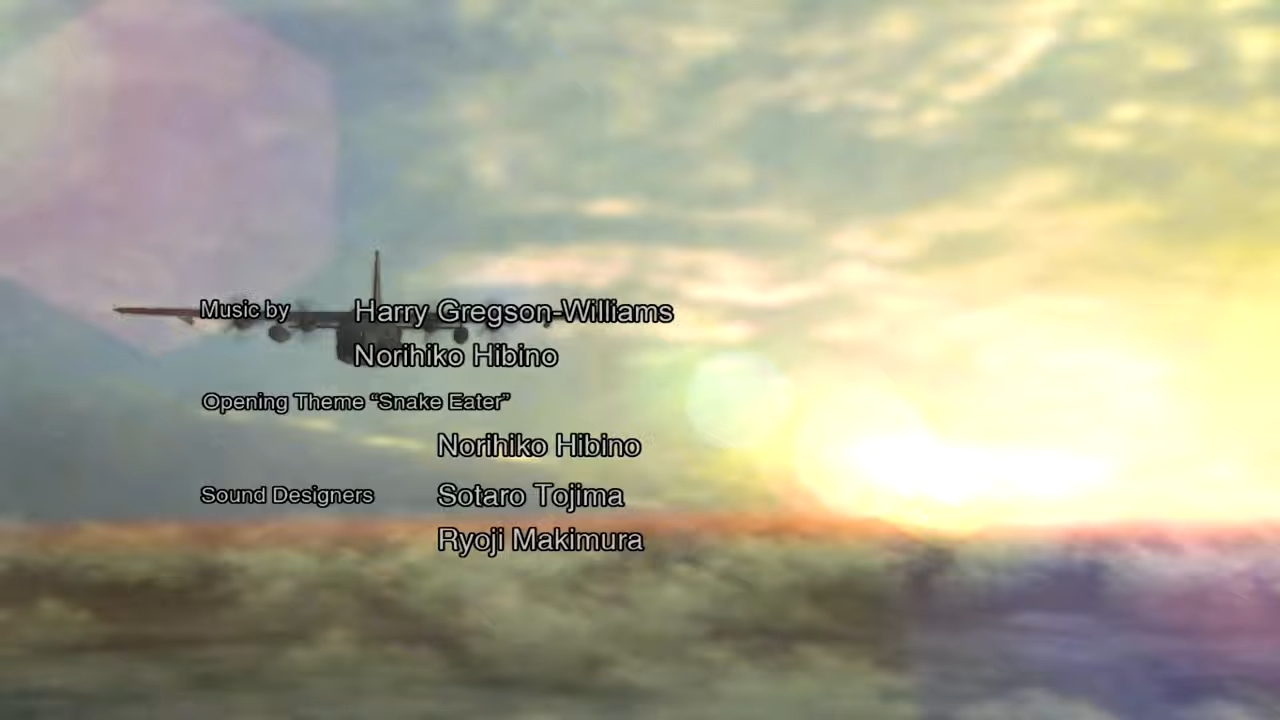 Music by Harry Gregson-Williams
Norihiko Hibino
Opening Theme “Snake Eater”
Norihiko Hibino
Sound Designers Sotaro Tojima
Ryoji Makimura